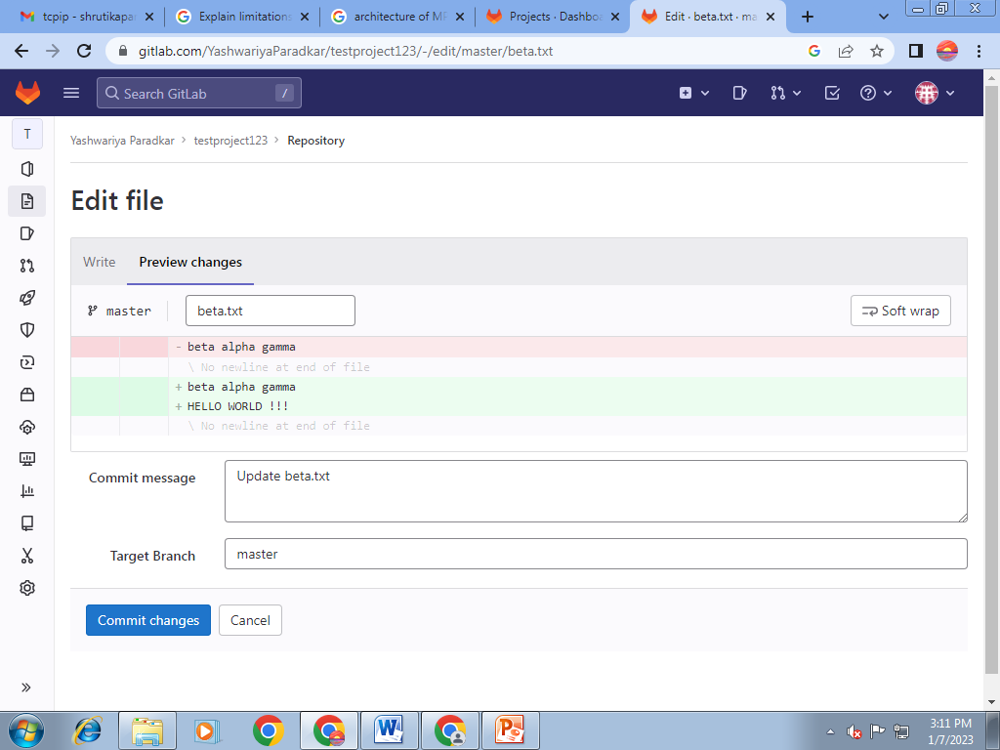 tcpip - shrutikapa
Explain limitations
architecture of MP
Projects · Dashboa
Edit · beta.txt · ma
gitlab.com/YashwariyaParadkar/testproject123/-/edit/master/beta.txt
Search GitLab /
T
Yashwariya Paradkar > testproject123 > Repository
Edit file
Write Preview changes
master beta.txt Soft wrap
- beta alpha gamma
\ No newline at end of file
+ beta alpha gamma
+ HELLO WORLD !!!
\ No newline at end of file
Commit message Update beta.txt
Target Branch master
Commit changes Cancel
3:11 PM
1/7/2023